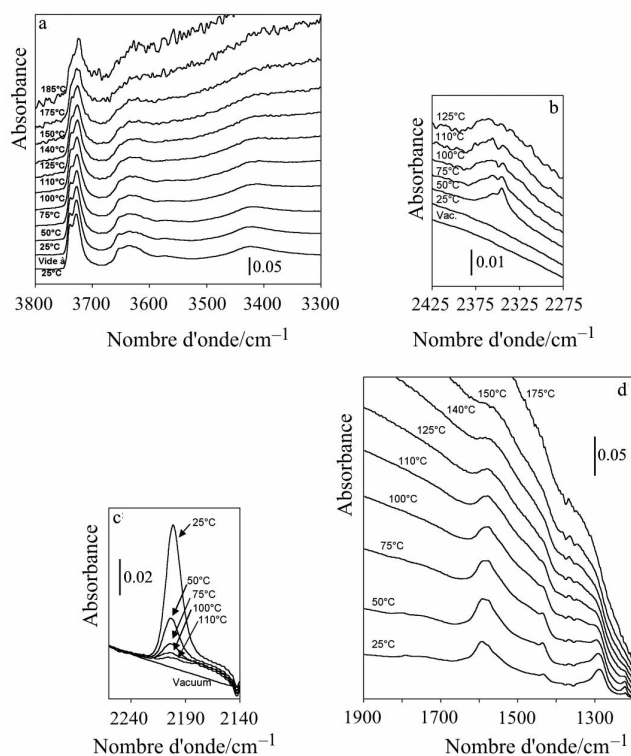 a
Absorbance
185°C
175°C
150°C
140°C
125°C
110°C
100°C
75°C
50°C
25°C
Vide à
25°C
0.05
3800 3700 3600 3500 3400 3300
Nombre d'onde/cm⁻¹
b
Absorbance
125°C
110°C
100°C
75°C
50°C
25°C
Vac.
0.01
2425 2375 2325 2275
Nombre d'onde/cm⁻¹
c
Absorbance
25°C
0.02
50°C
75°C
100°C
110°C
Vacuum
2260 2200 2140
Nombre d'onde/cm⁻¹
d
Absorbance
175°C
150°C
140°C
125°C
110°C
100°C
75°C
50°C
25°C
0.05
1900 1700 1500 1300
Nombre d'onde/cm⁻¹